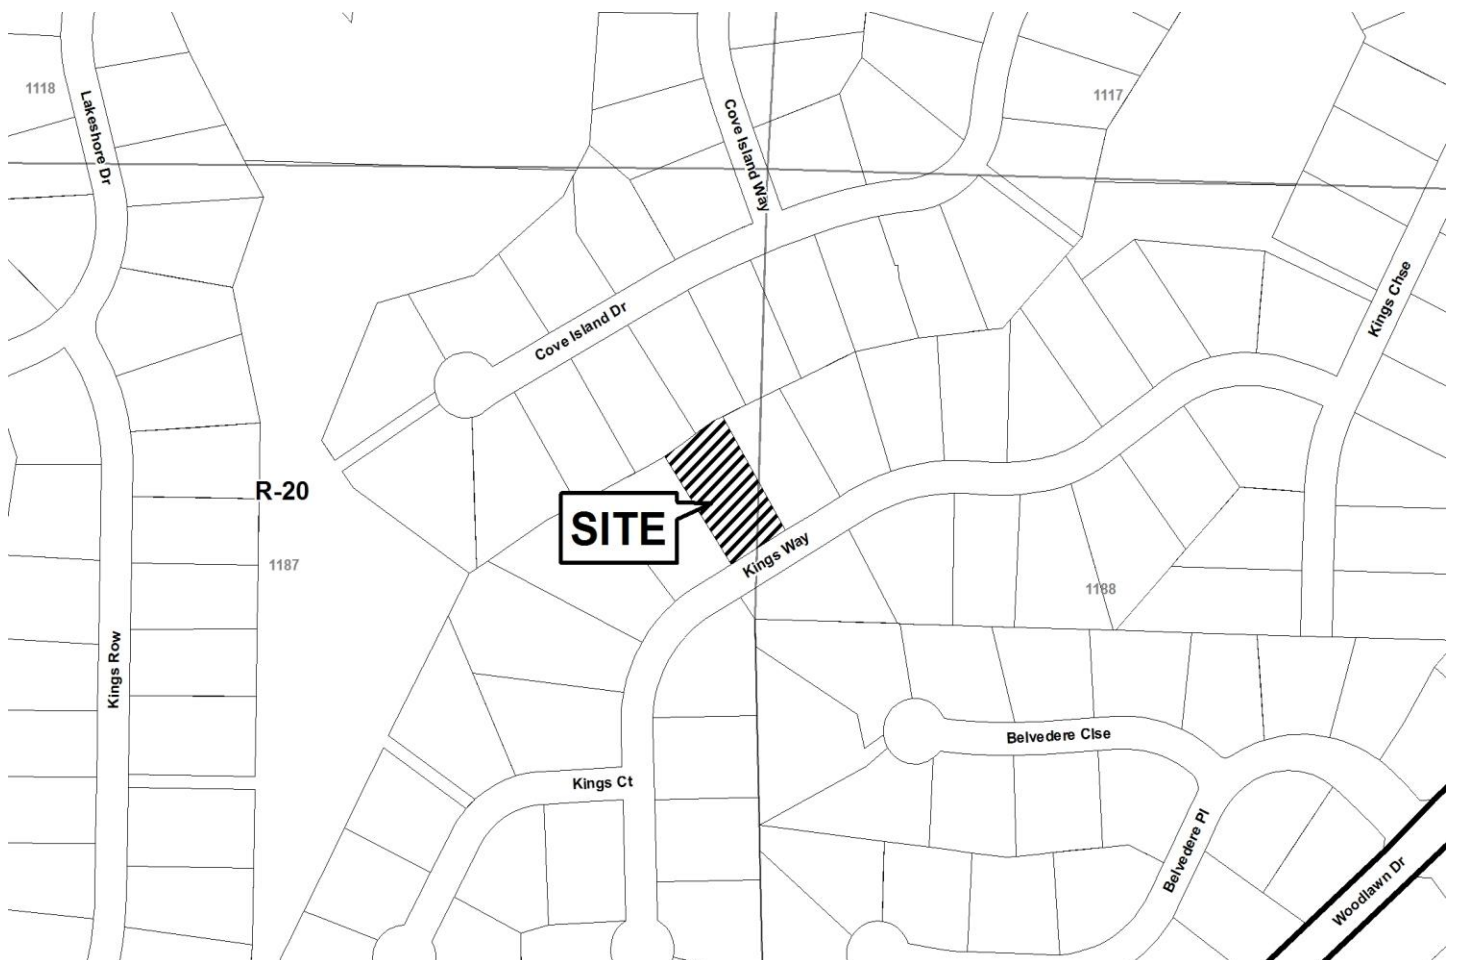 1118
Lakeshore Dr
Cove Island Way
1117
Cove Island Dr
Kings Chse
R-20
SITE
Kings Way
1187
1188
Kings Row
Belvedere Clse
Kings Ct
Belvedere Pl
Woodlawn Dr